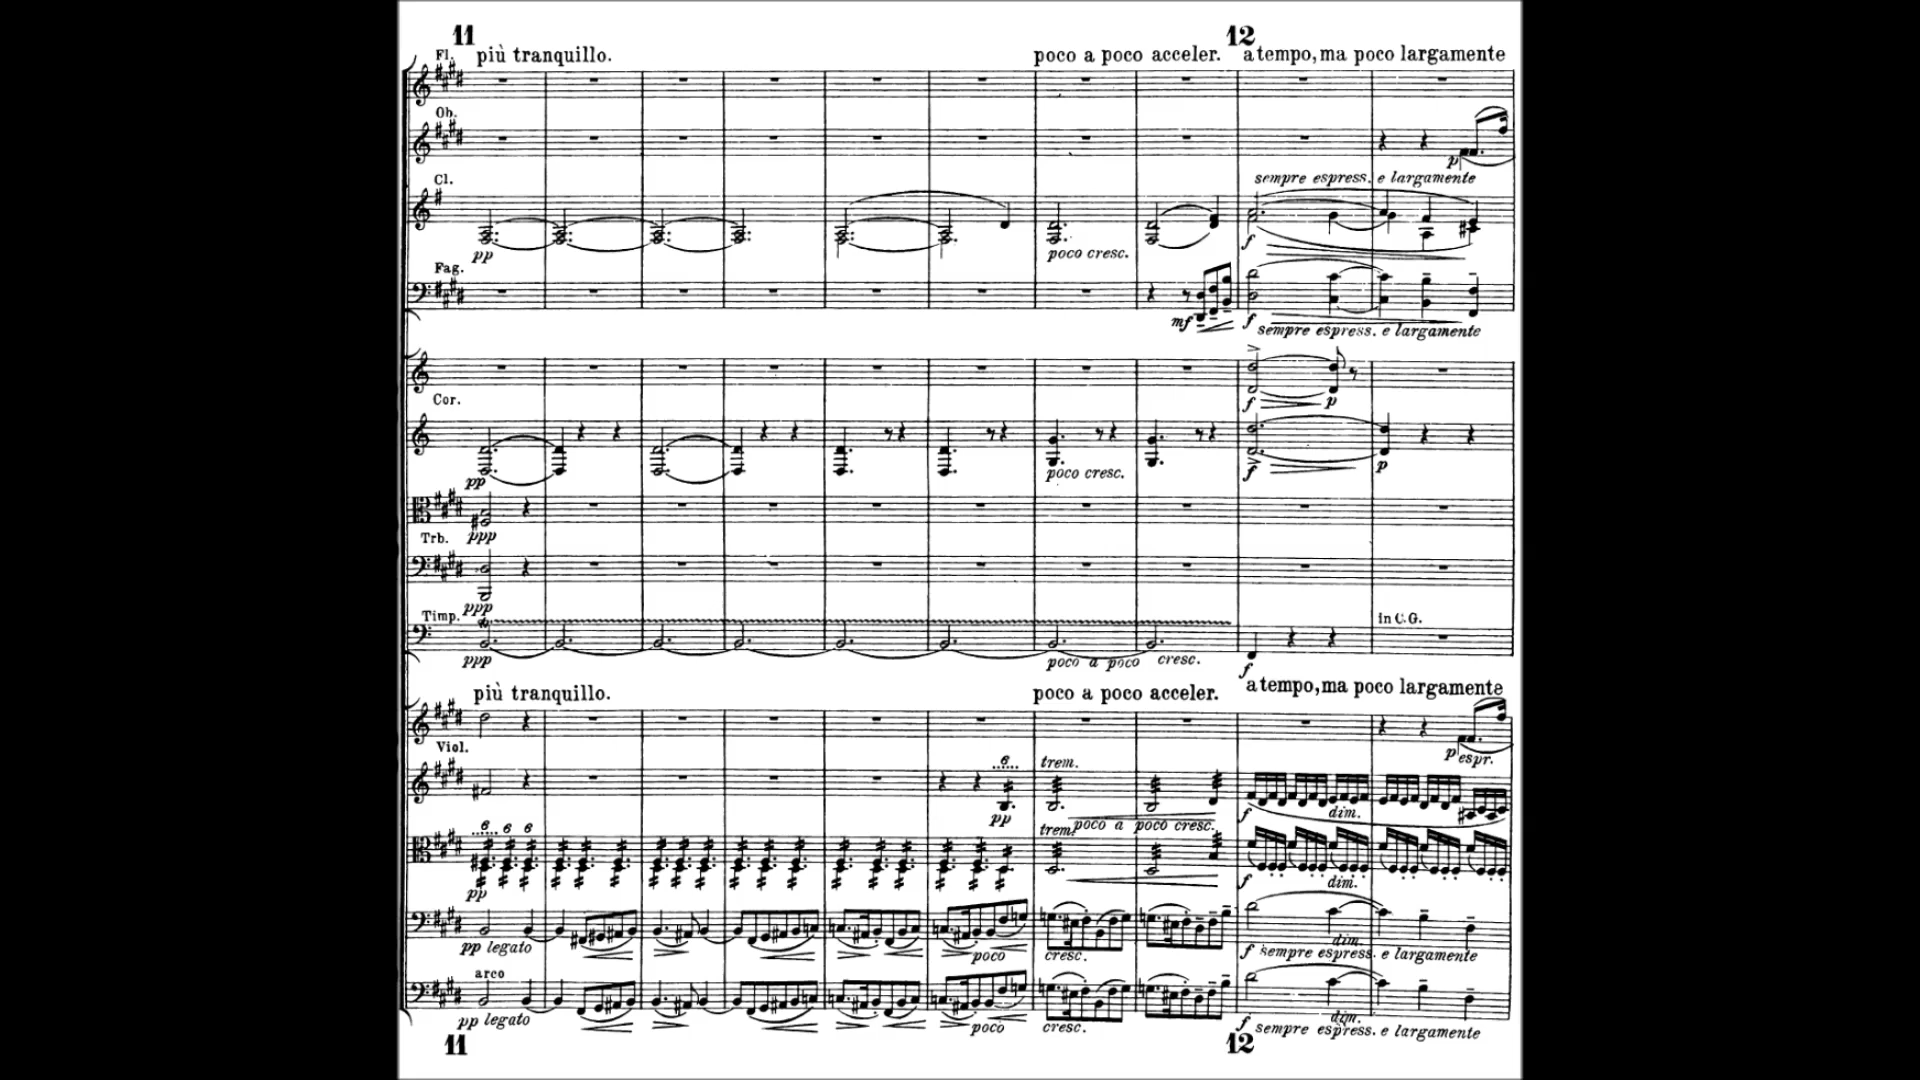 11 12
Fl. più tranquillo. poco a poco acceler. a tempo, ma poco largamente
Ob.
p
Cl. sempre espress. e largamente
pp poco cresc. f
Fag.
mf f sempre espress. e largamente
Cor.
f p
pp poco cresc. f p
Trb. ppp
ppp
Timp. in C.G.
ppp poco a poco cresc. f
più tranquillo. poco a poco acceler. a tempo, ma poco largamente
Viol. p espr.
6 trem.
pp poco a poco cresc. f dim.
6 6 6 trem.
pp f dim.
pp legato poco cresc. dim.
f sempre espress. e largamente
arco
pp legato poco cresc. dim.
f sempre espress. e largamente
11 12